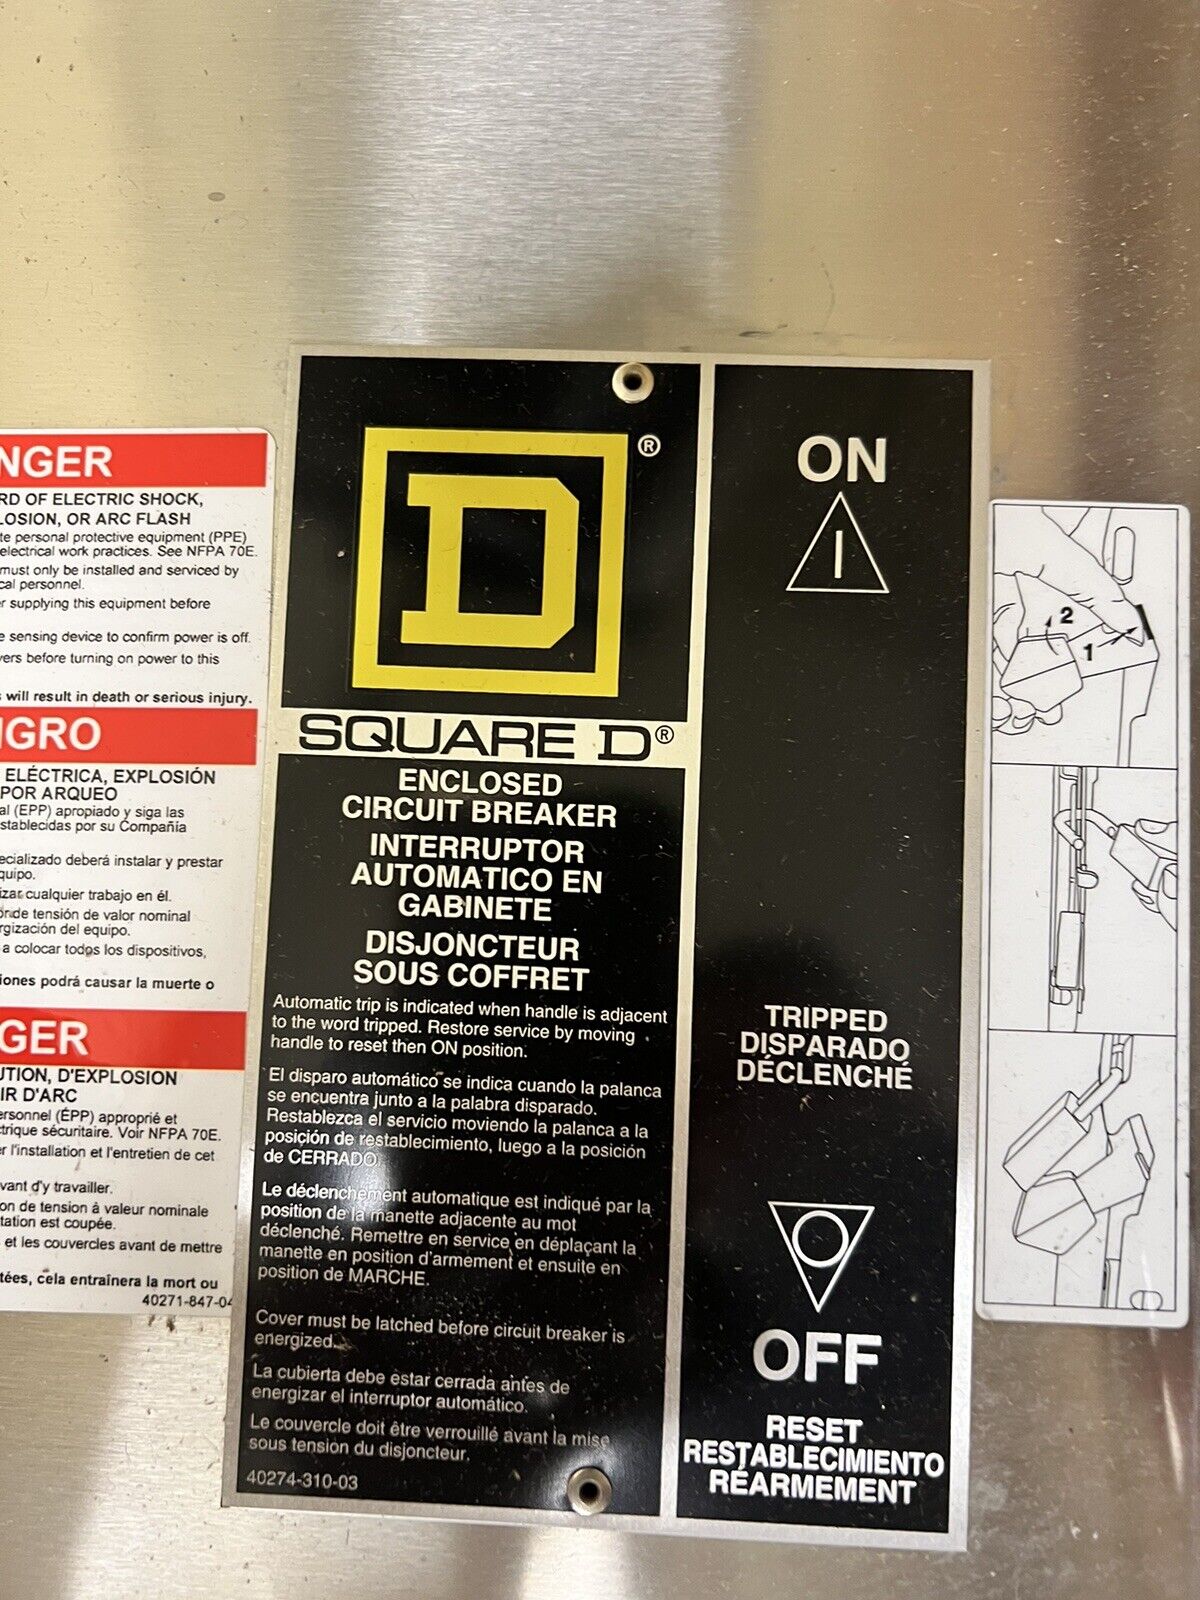 NGER
RD OF ELECTRIC SHOCK,
LOSION, OR ARC FLASH
te personal protective equipment (PPE)
electrical work practices. See NFPA 70E.
must only be installed and serviced by
cal personnel.
r supplying this equipment before
e sensing device to confirm power is off.
vers before turning on power to this
s will result in death or serious injury.
IGRO
ELÉCTRICA, EXPLOSIÓN
POR ARQUEO
al (EPP) apropiado y siga las
stablecidas por su Compañia
ecializado deberá instalar y prestar
quipo.
izar cualquier trabajo en él.
or de tensión de valor nominal
rgización del equipo.
a colocar todos los dispositivos,
iones podrá causar la muerte o
GER
UTION, D'EXPLOSION
IR D'ARC
ersonnel (ÉPP) approprié et
trique sécuritaire. Voir NFPA 70E.
er l'installation et l'entretien de cet
vant d'y travailler.
on de tension à valeur nominale
tation est coupée.
et les couvercles avant de mettre
tées, cela entraînera la mort ou
40271-847-04
D®
SQUARE D®
ENCLOSED
CIRCUIT BREAKER
INTERRUPTOR
AUTOMATICO EN
GABINETE
DISJONCTEUR
SOUS COFFRET
Automatic trip is indicated when handle is adjacent
to the word tripped. Restore service by moving
handle to reset then ON position.
El disparo automático se indica cuando la palanca
se encuentra junto a la palabra disparado.
Restablezca el servicio moviendo la palanca a la
posición de restablecimiento, luego a la posición
de CERRADO.
Le déclenchement automatique est indiqué par la
position de la manette adjacente au mot
déclenché. Remettre en service en déplaçant la
manette en position d'armement et ensuite en
position de MARCHE.
Cover must be latched before circuit breaker is
energized.
La cubierta debe estar cerrada antes de
energizar el interruptor automático.
Le couvercle doit être verrouillé avant la mise
sous tension du disjoncteur.
40274-310-03
ON
I
TRIPPED
DISPARADO
DÉCLENCHÉ
O
OFF
RESET
RESTABLECIMIENTO
RÉARMEMENT
2
1